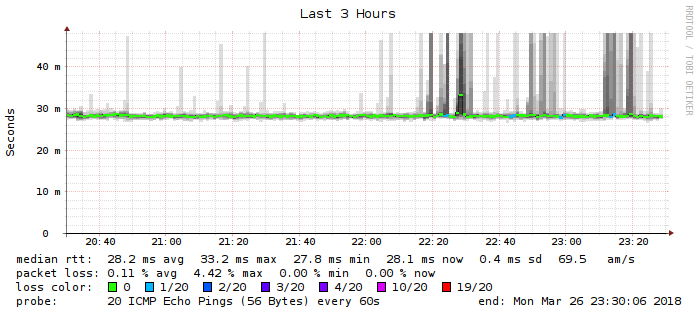 Last 3 Hours
RRDTOOL / TOBI OETIKER
Seconds
40 m
30 m
20 m
10 m
0
20:40 21:00 21:20 21:40 22:00 22:20 22:40 23:00 23:20
median rtt: 28.2 ms avg 33.2 ms max 27.8 ms min 28.1 ms now 0.4 ms sd 69.5 am/s
packet loss: 0.11 % avg 4.42 % max 0.00 % min 0.00 % now
loss color: 0 1/20 2/20 3/20 4/20 10/20 19/20
probe: 20 ICMP Echo Pings (56 Bytes) every 60s end: Mon Mar 26 23:30:06 2018